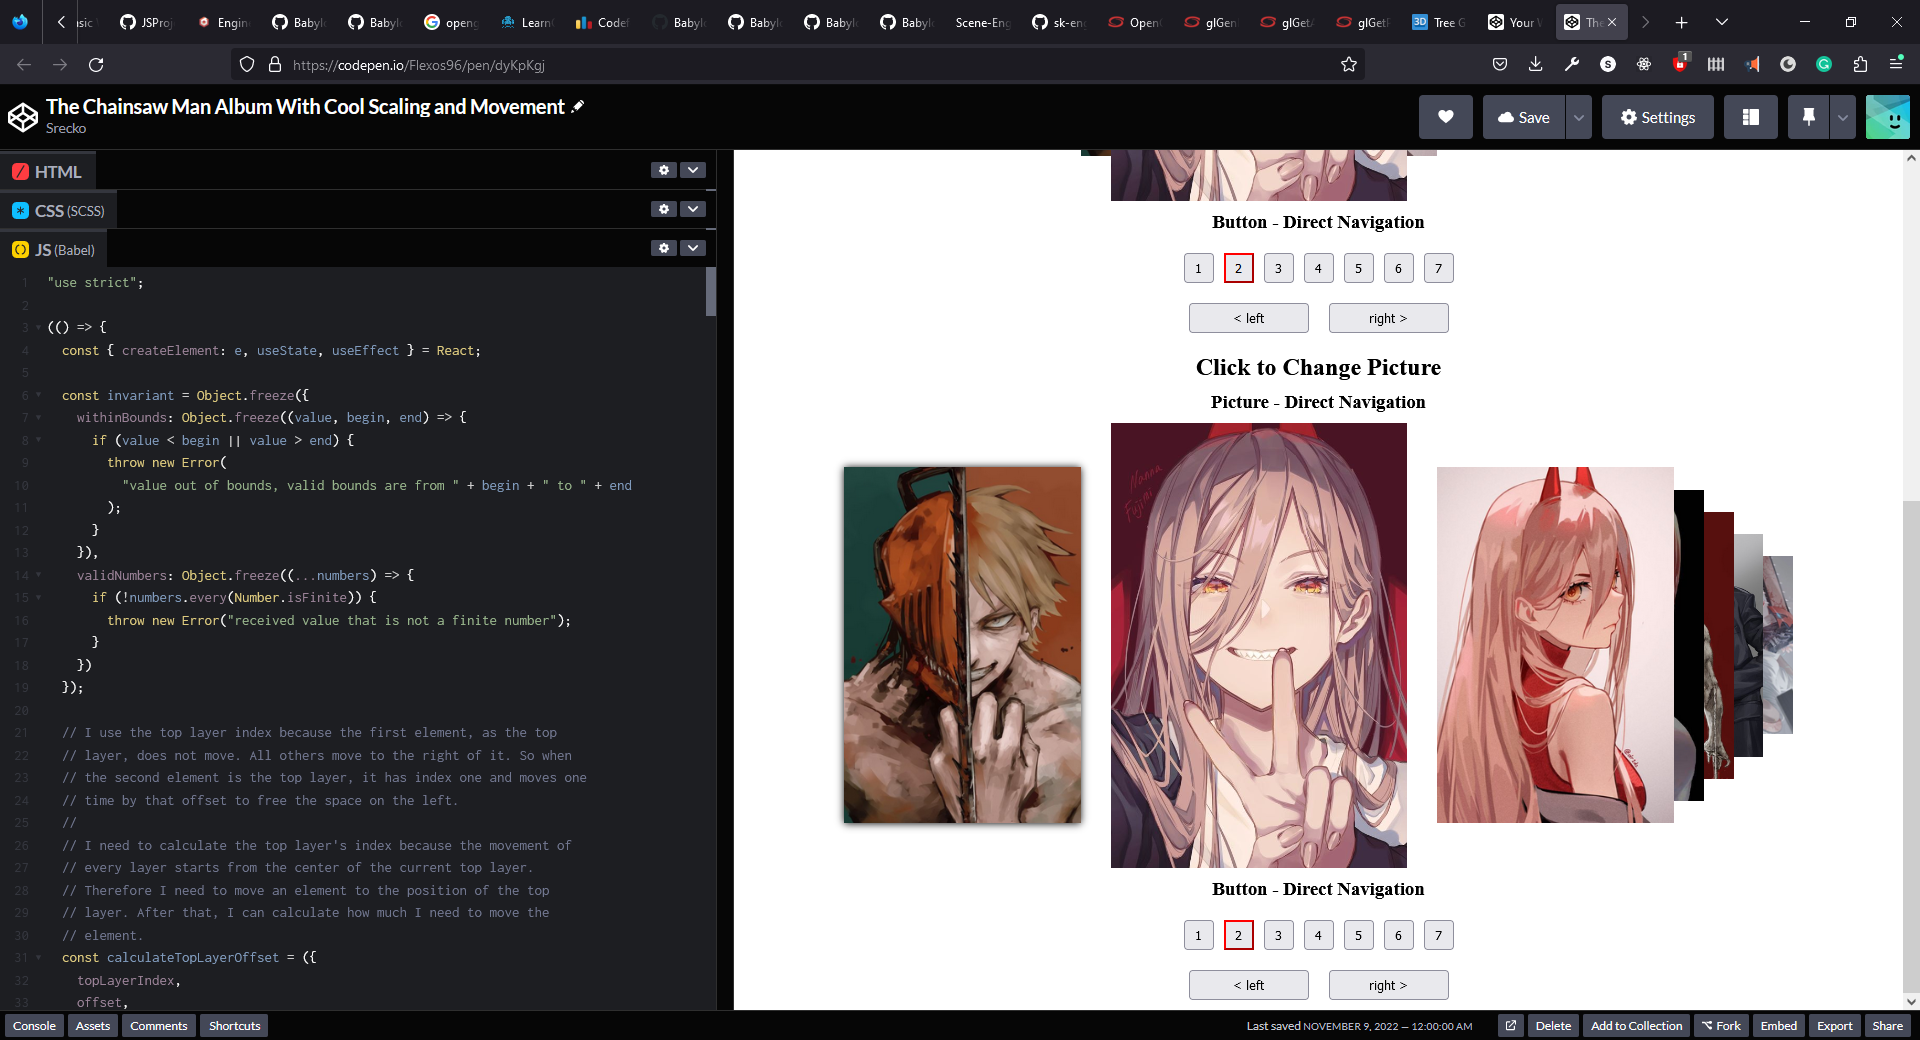 asic
JSProj
Engin
Babyl
Babyl
openg
Learn
Codef
Babyl
Babyl
Babyl
Babyl
Scene-Eng
sk-eng
Open
glGen
glGet
glGetP
Tree G
Your W
The
https://codepen.io/Flexos96/pen/dyKpKgj
1
The Chainsaw Man Album With Cool Scaling and Movement
Srecko
Save
Settings
HTML
CSS (SCSS)
JS (Babel)
1 "use strict";
2
3 (() => {
4 const { createElement: e, useState, useEffect } = React;
5
6 const invariant = Object.freeze({
7 withinBounds: Object.freeze((value, begin, end) => {
8 if (value < begin || value > end) {
9 throw new Error(
10 "value out of bounds, valid bounds are from " + begin + " to " + end
11 );
12 }
13 }),
14 validNumbers: Object.freeze((...numbers) => {
15 if (!numbers.every(Number.isFinite)) {
16 throw new Error("received value that is not a finite number");
17 }
18 })
19 });
20
21 // I use the top layer index because the first element, as the top
22 // layer, does not move. All others move to the right of it. So when
23 // the second element is the top layer, it has index one and moves one
24 // time by that offset to free the space on the left.
25 //
26 // I need to calculate the top layer's index because the movement of
27 // every layer starts from the center of the current top layer.
28 // Therefore I need to move an element to the position of the top
29 // layer. After that, I can calculate how much I need to move the
30 // element.
31 const calculateTopLayerOffset = ({
32 topLayerIndex,
33 offset,
Button - Direct Navigation
1 2 3 4 5 6 7
< left right >
Click to Change Picture
Picture - Direct Navigation
Nanna
Fujimi
Button - Direct Navigation
1 2 3 4 5 6 7
< left right >
Console Assets Comments Shortcuts
Last saved NOVEMBER 9, 2022 — 12:00:00 AM
Delete Add to Collection Fork Embed Export Share